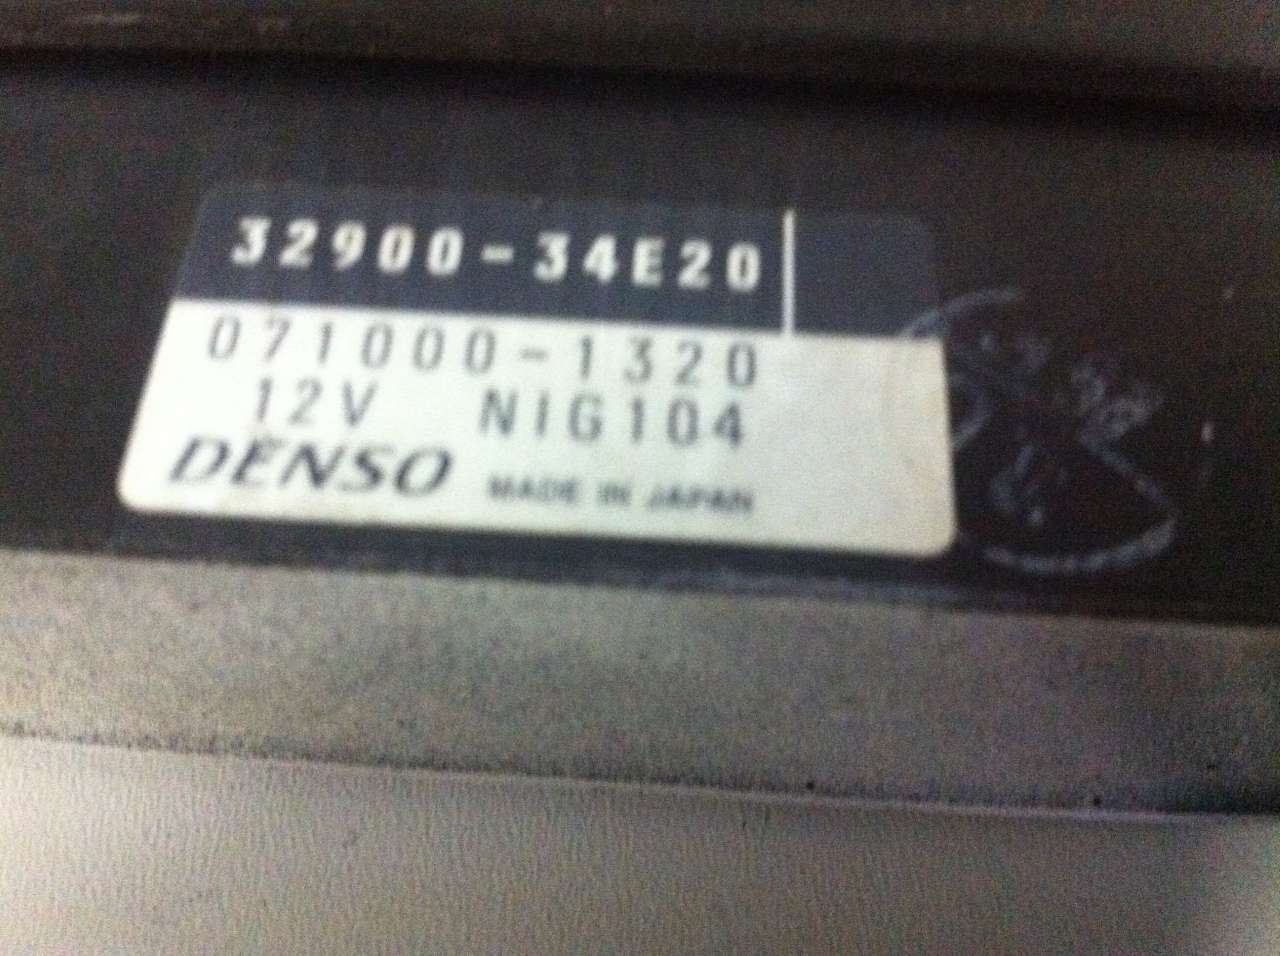 32900-34E20
071000-1320
12V NIG104
DENSO MADE IN JAPAN